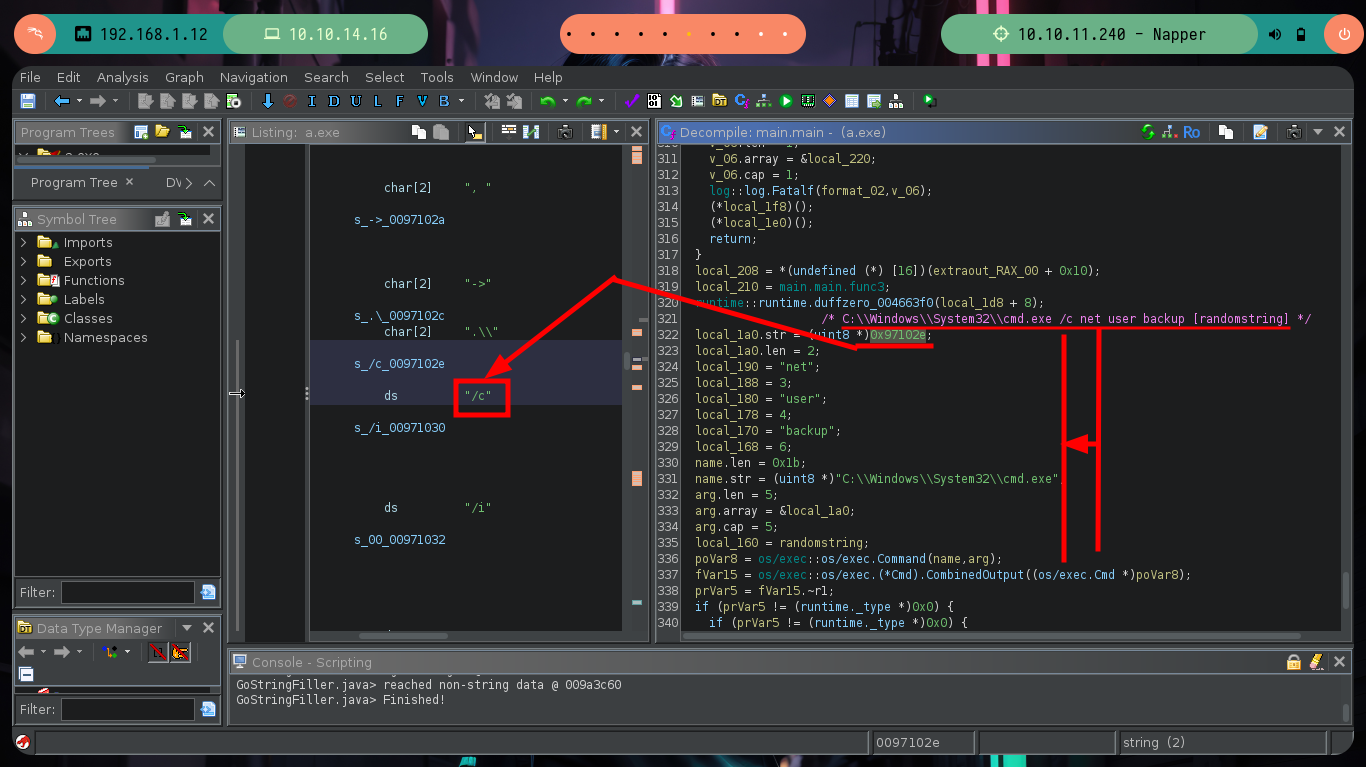 192.168.1.12
10.10.14.16
10.10.11.240 - Napper
File Edit Analysis Graph Navigation Search Select Tools Window Help
I D U L F V B
Program Trees
Program Tree ×
Symbol Tree
Imports
Exports
Functions
Labels
Classes
Namespaces
Filter:
Data Type Manager
Filter:
Listing: a.exe
char[2] ", "
s_->_0097102a
char[2] "->"
s_.\_0097102c
char[2] ".\\"
s_/c_0097102e
ds "/c"
s_/i_00971030
ds "/i"
s_00_00971032
Decompile: main.main - (a.exe)
Ro
311 v_06.array = &local_220;
312 v_06.cap = 1;
313 log::log.Fatalf(format_02,v_06);
314 (*local_1f8)();
315 (*local_1e0)();
316 return;
317 }
318 local_208 = *(undefined (*) [16])(extraout_RAX_00 + 0x10);
319 local_210 = main.main.func3;
320 runtime::runtime.duffzero_004663f0(local_1d8 + 8);
321 /* C:\\Windows\\System32\\cmd.exe /c net user backup [randomstring] */
322 local_1a0.str = (uint8 *)0x97102e;
323 local_1a0.len = 2;
324 local_190 = "net";
325 local_188 = 3;
326 local_180 = "user";
327 local_178 = 4;
328 local_170 = "backup";
329 local_168 = 6;
330 name.len = 0x1b;
331 name.str = (uint8 *)"C:\\Windows\\System32\\cmd.exe"
332 arg.len = 5;
333 arg.array = &local_1a0;
334 arg.cap = 5;
335 local_160 = randomstring;
336 poVar8 = os/exec::os/exec.Command(name,arg);
337 fVar15 = os/exec::os/exec.(*Cmd).CombinedOutput((os/exec.Cmd *)poVar8);
338 prVar5 = fVar15.~r1;
339 if (prVar5 != (runtime._type *)0x0) {
340 if (prVar5 != (runtime._type *)0x0) {
Console - Scripting
GoStringFiller.java> reached non-string data @ 009a3c60
GoStringFiller.java> Finished!
0097102e
string (2)